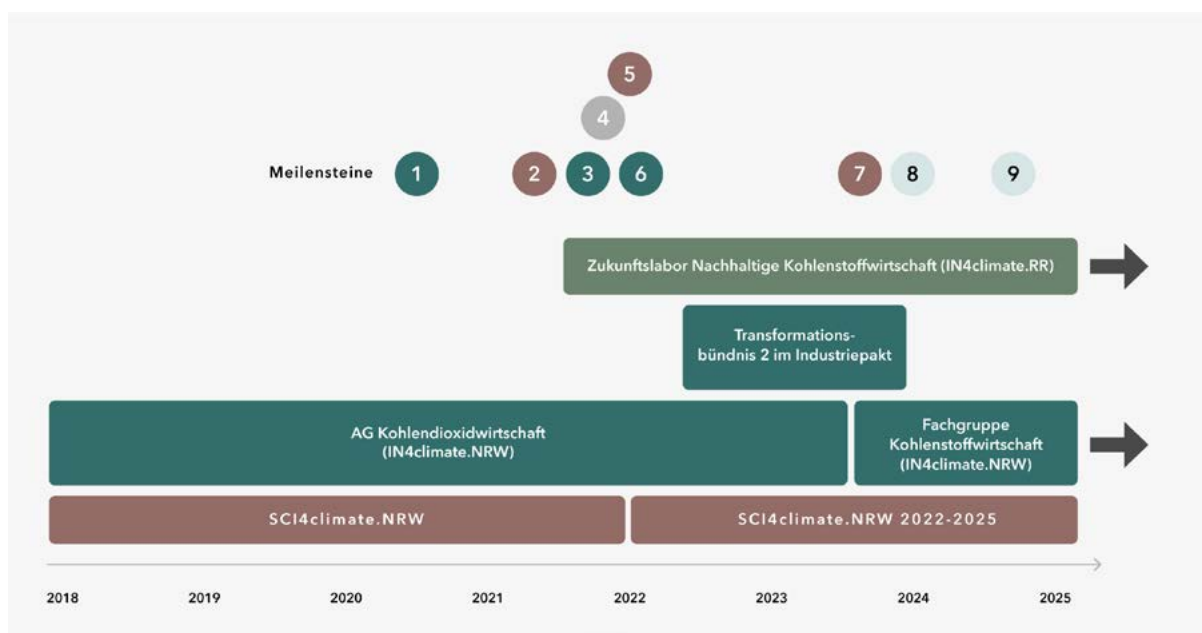 5
4
Meilensteine 1 2 3 6 7 8 9
Zukunftslabor Nachhaltige Kohlenstoffwirtschaft (IN4climate.RR)
Transformations-
bündnis 2 im Industriepakt
AG Kohlendioxidwirtschaft
(IN4climate.NRW)
Fachgruppe
Kohlenstoffwirtschaft
(IN4climate.NRW)
SCI4climate.NRW
SCI4climate.NRW 2022-2025
2018 2019 2020 2021 2022 2023 2024 2025